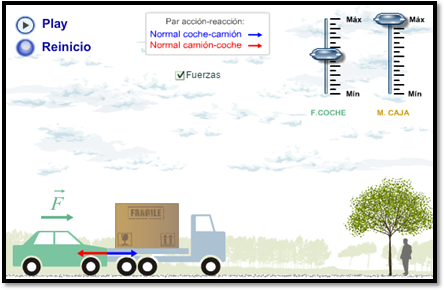 Play
Reinicio
Par acción-reacción:
Normal coche-camión
Normal camión-coche
Fuerzas
Máx
Mín
F.COCHE
Máx
Mín
M. CAJA
F
FRAGILE